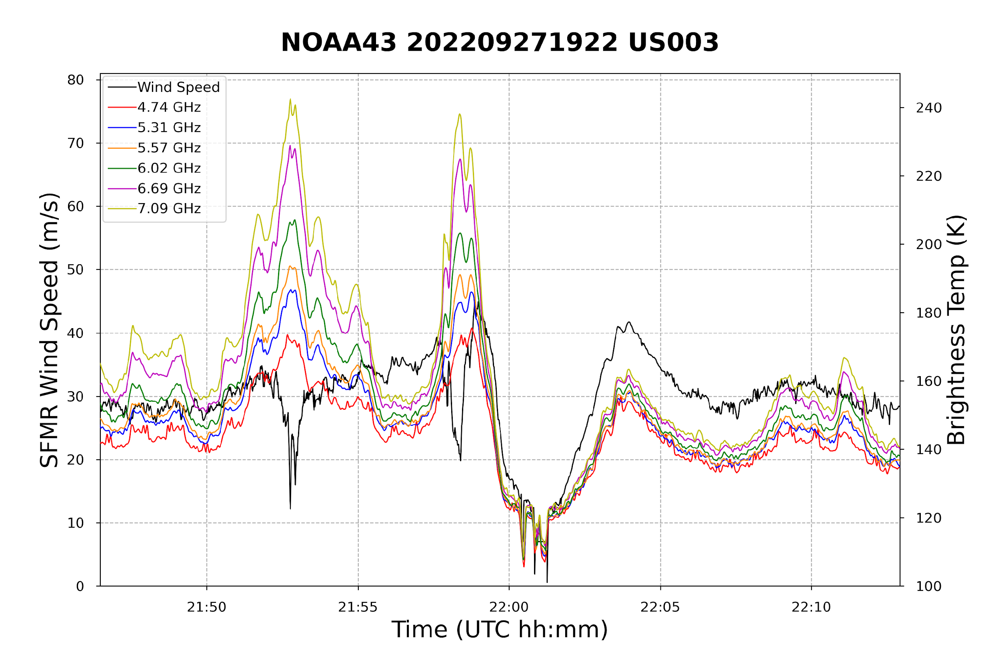 NOAA43 202209271922 US003
Wind Speed
4.74 GHz
5.31 GHz
5.57 GHz
6.02 GHz
6.69 GHz
7.09 GHz
SFMR Wind Speed (m/s)
80
70
60
50
40
30
20
10
0
240
220
200
180
160
140
120
100
Brightness Temp (K)
21:50 21:55 22:00 22:05 22:10
Time (UTC hh:mm)